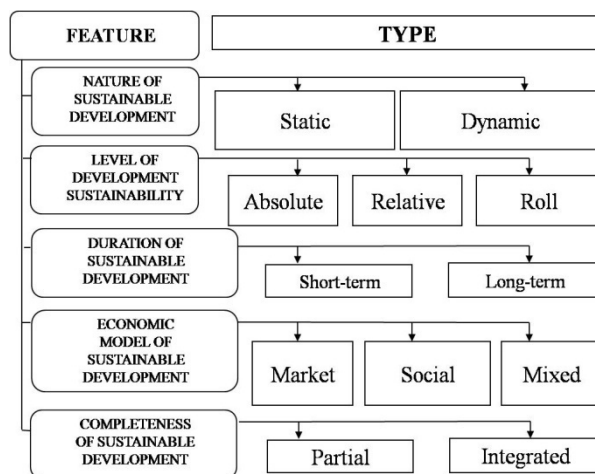 FEATURE
TYPE
NATURE OF
SUSTAINABLE
DEVELOPMENT
Static
Dynamic
LEVEL OF
DEVELOPMENT
SUSTAINABILITY
Absolute
Relative
Roll
DURATION OF
SUSTAINABLE
DEVELOPMENT
Short-term
Long-term
ECONOMIC
MODEL OF
SUSTAINABLE
DEVELOPMENT
Market
Social
Mixed
COMPLETENESS
OF SUSTAINABLE
DEVELOPMENT
Partial
Integrated